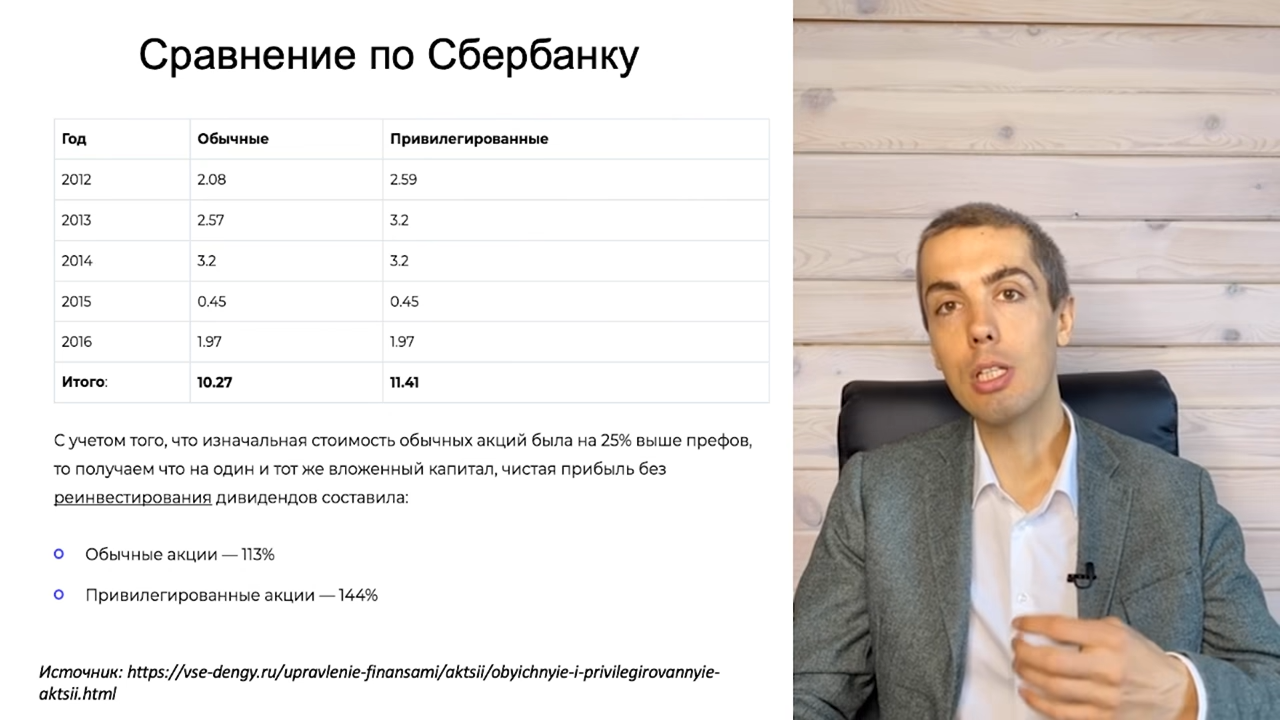 Сравнение по Сбербанку
Год Обычные Привилегированные
2012 2.08 2.59
2013 2.57 3.2
2014 3.2 3.2
2015 0.45 0.45
2016 1.97 1.97
Итого: 10.27 11.41
С учетом того, что изначальная стоимость обычных акций была на 25% выше префов,
то получаем что на один и тот же вложенный капитал, чистая прибыль без
реинвестирования дивидендов составила:
Обычные акции — 113%
Привилегированные акции — 144%
Источник: https://vse-dengy.ru/upravlenie-finansami/aktsii/obyichnyie-i-privilegirovannyie-
aktsii.html